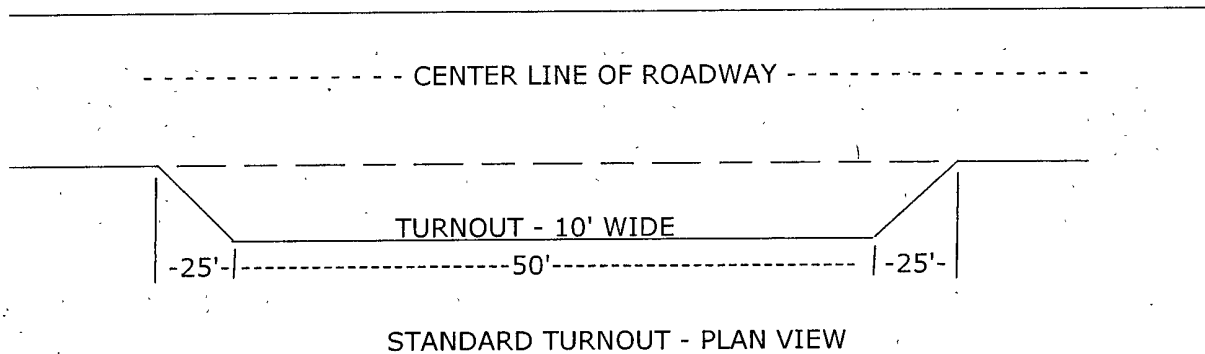 - - - - - - - - - - - - CENTER LINE OF ROADWAY - - - - - - - - - - - - - -
TURNOUT - 10' WIDE
-25'-|------------------------50'---------------------------- |-25'-
STANDARD TURNOUT - PLAN VIEW